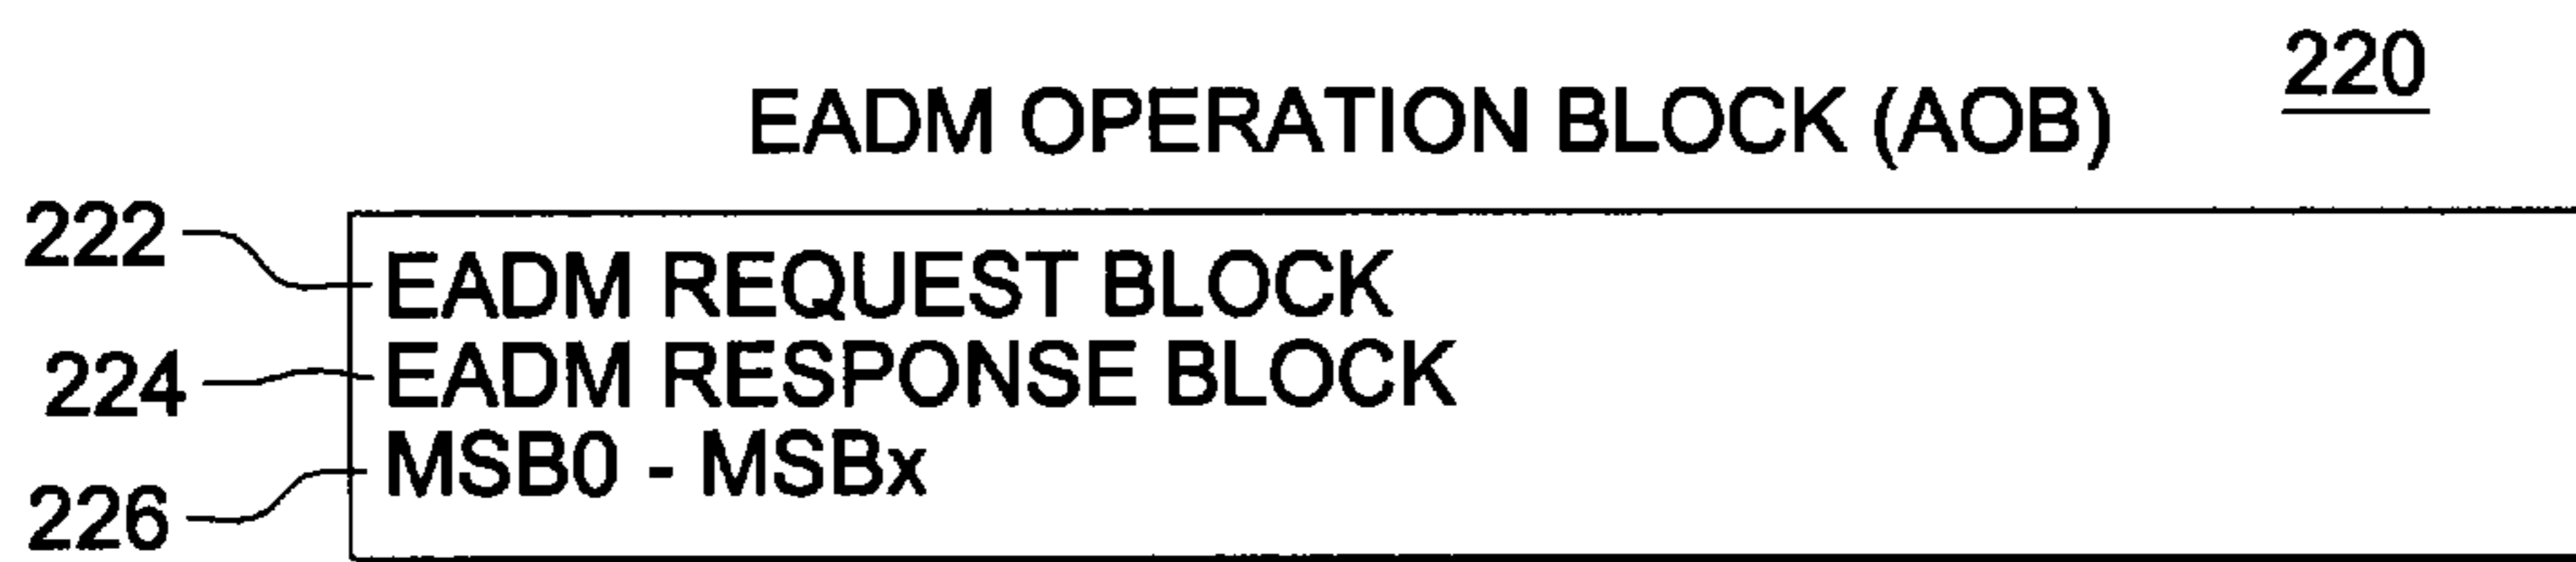 220
EADM OPERATION BLOCK (AOB)
222 EADM REQUEST BLOCK
224 EADM RESPONSE BLOCK
226 MSB0 - MSBx